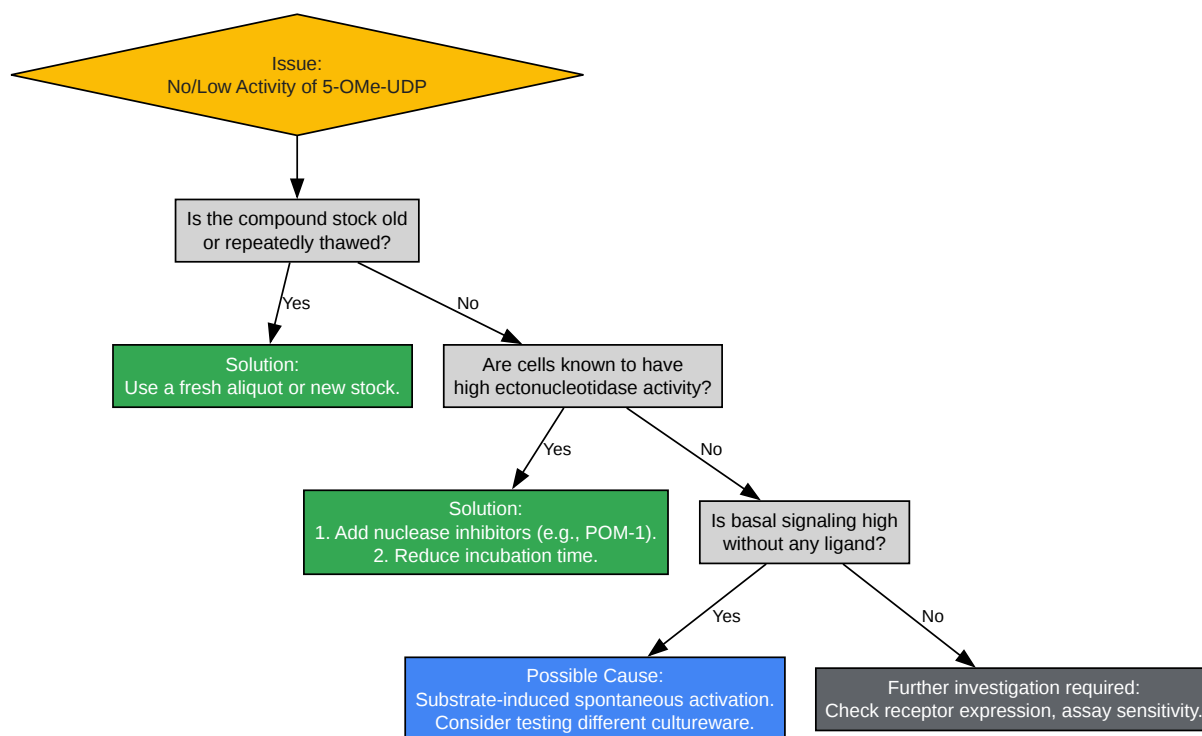 Issue:
No/Low Activity of 5-OMe-UDP
Is the compound stock old
or repeatedly thawed?
Yes
No
Solution:
Use a fresh aliquot or new stock.
Are cells known to have
high ectonucleotidase activity?
Yes
No
Solution:
1. Add nuclease inhibitors (e.g., POM-1).
2. Reduce incubation time.
Is basal signaling high
without any ligand?
Yes
No
Possible Cause:
Substrate-induced spontaneous activation.
Consider testing different cultureware.
Further investigation required:
Check receptor expression, assay sensitivity.